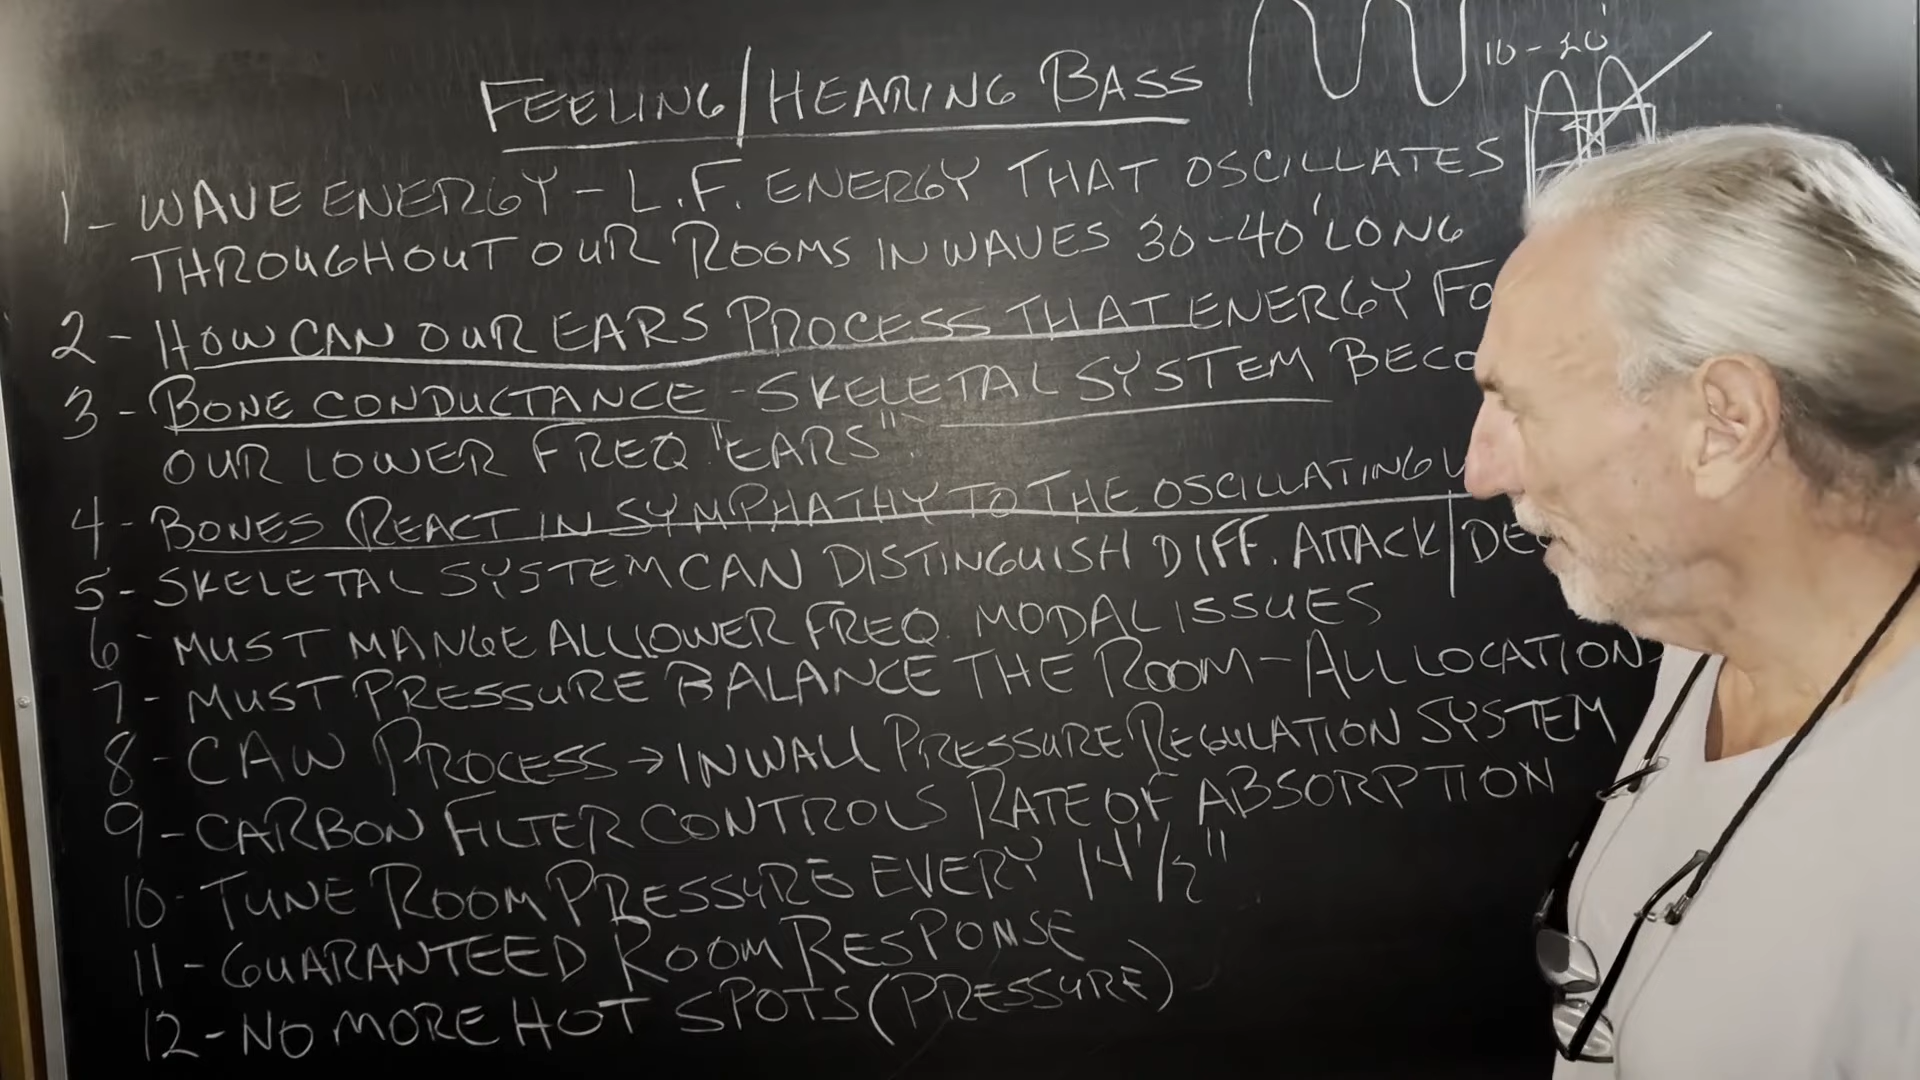 FEELING/HEARING BASS
10-20'
1- WAVE ENERGY - L.F. ENERGY THAT OSCILLATES
THROUGHOUT OUR ROOMS IN WAVES 30-40' LONG
2- HOW CAN OUR EARS PROCESS THAT ENERGY FO
3- BONE CONDUCTANCE - SKELETAL SYSTEM BECO
OUR LOWER FREQ. "EARS"
4- BONES REACT IN SYMPHATHY TO THE OSCILLATING
5- SKELETAL SYSTEM CAN DISTINGUISH DIFF. ATTACK/DE
6- MUST MANGE ALL LOWER FREQ. MODAL ISSUES
7- MUST PRESSURE BALANCE THE ROOM - ALL LOCATION
8- CAW PROCESS → INWALL PRESSURE REGULATION SYSTEM
9- CARBON FILTER CONTROLS RATE OF ABSORPTION
10- TUNE ROOM PRESSURE EVERY 14 1/2"
11- GUARANTEED ROOM RESPONSE
12- NO MORE HOT SPOTS (PRESSURE)